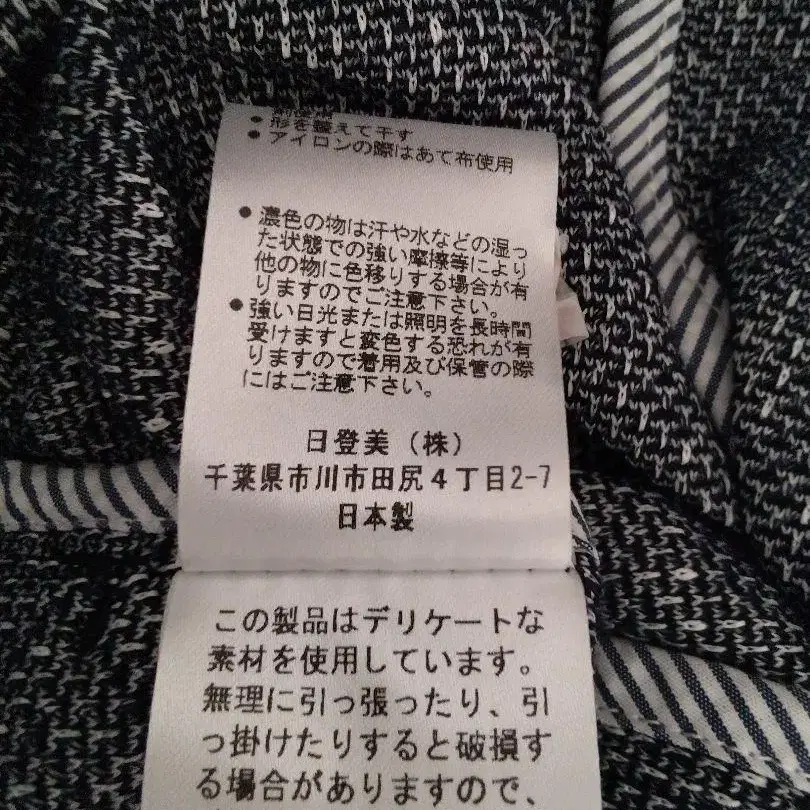 ● 形を整えて干す
● アイロンの際はあて布使用
● 濃色の物は汗や水などの湿っ
た状態での強い摩擦等により
他の物に色移りする場合が有
りますのでご注意下さい。
● 強い日光または照明を長時間
受けますと変色する恐れが有
りますので着用及び保管の際
にはご注意下さい。
日登美（株）
千葉県市川市田尻４丁目2-7
日本製
この製品はデリケートな
素材を使用しています。
無理に引っ張ったり、引
っ掛けたりすると破損す
る場合がありますので、